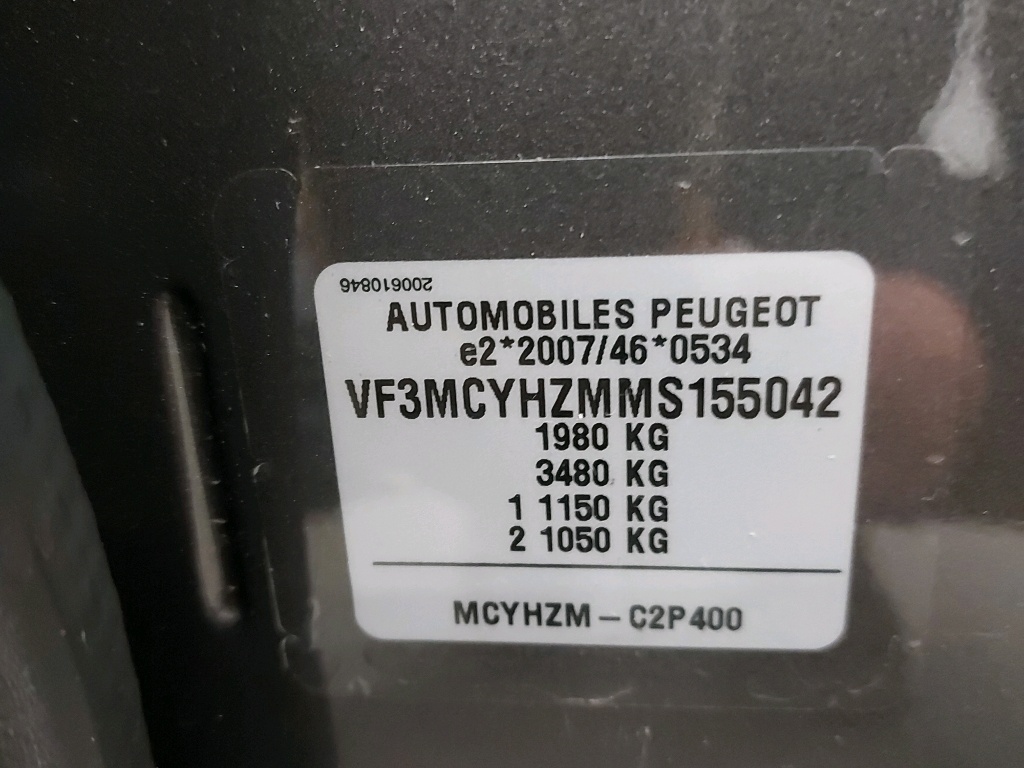 200610846
AUTOMOBILES PEUGEOT
e2*2007/46*0534
VF3MCYHZMMS155042
1980 KG
3480 KG
1 1150 KG
2 1050 KG
MCYHZM – C2P400